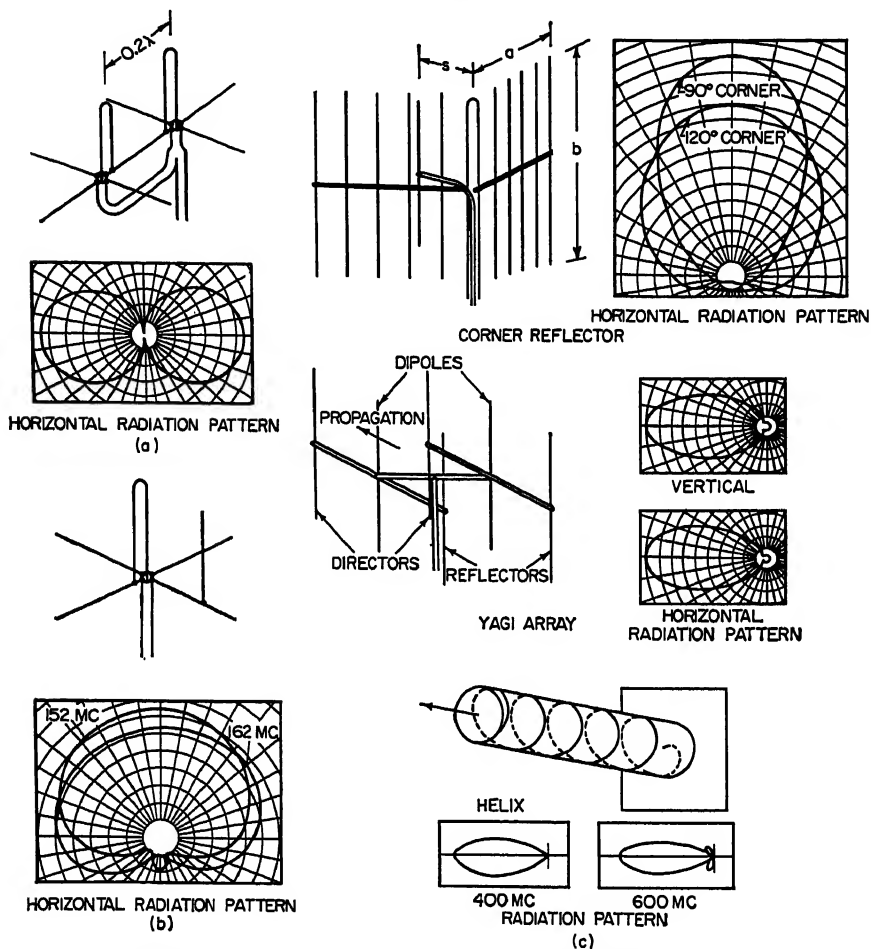 0.2λ
HORIZONTAL RADIATION PATTERN
(a)
s
a
b
CORNER REFLECTOR
90° CORNER
120° CORNER
HORIZONTAL RADIATION PATTERN
DIPOLES
PROPAGATION
DIRECTORS
REFLECTORS
YAGI ARRAY
VERTICAL
HORIZONTAL
RADIATION PATTERN
152 MC
162 MC
HORIZONTAL RADIATION PATTERN
(b)
HELIX
400 MC
600 MC
RADIATION PATTERN
(c)